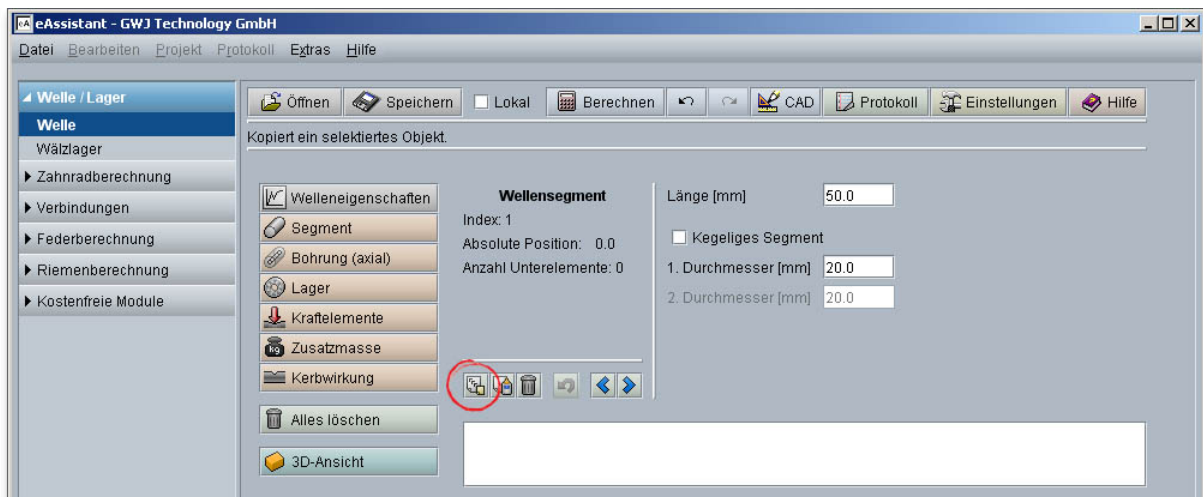 eAssistant - GWJ Technology GmbH
Datei Bearbeiten Projekt Protokoll Extras Hilfe
Welle / Lager
Welle
Wälzlager
Zahnradberechnung
Verbindungen
Federberechnung
Riemenberechnung
Kostenfreie Module
Öffnen Speichern Lokal Berechnen CAD Protokoll Einstellungen Hilfe
Kopiert ein selektiertes Objekt.
Welleneigenschaften
Segment
Bohrung (axial)
Lager
Kraftelemente
kg Zusatzmasse
Kerbwirkung
Alles löschen
3D-Ansicht
Wellensegment
Index: 1
Absolute Position: 0.0
Anzahl Unterelemente: 0
Länge [mm] 50.0
Kegeliges Segment
1. Durchmesser [mm] 20.0
2. Durchmesser [mm] 20.0